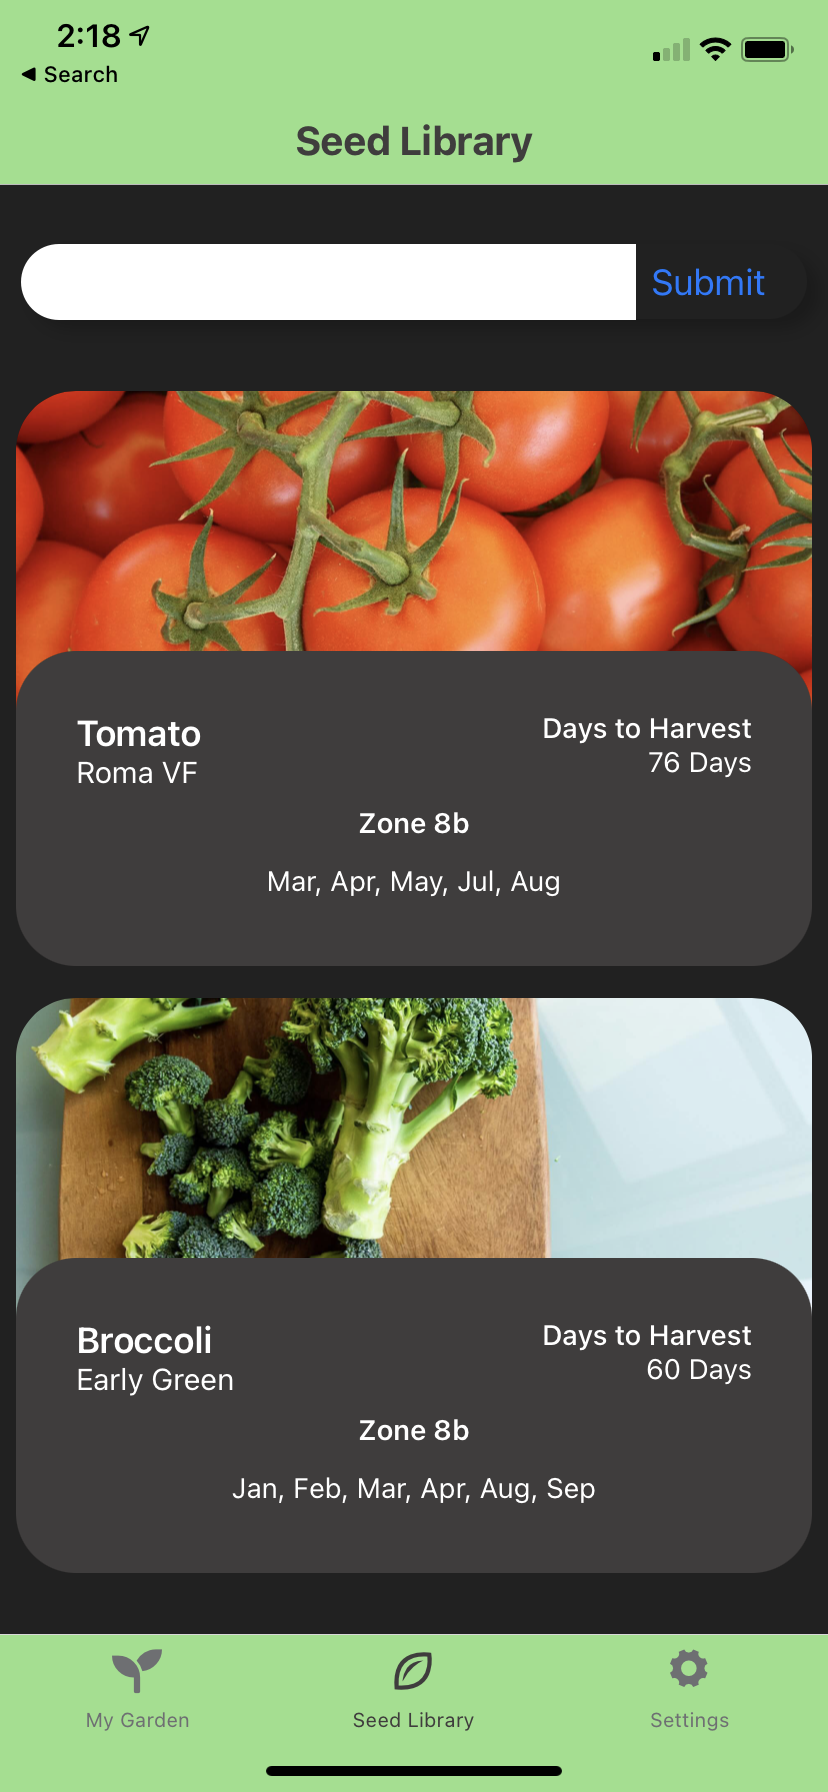 2:18
Search
Seed Library
Submit
Tomato
Roma VF
Days to Harvest
76 Days
Zone 8b
Mar, Apr, May, Jul, Aug
Broccoli
Early Green
Days to Harvest
60 Days
Zone 8b
Jan, Feb, Mar, Apr, Aug, Sep
My Garden
Seed Library
Settings